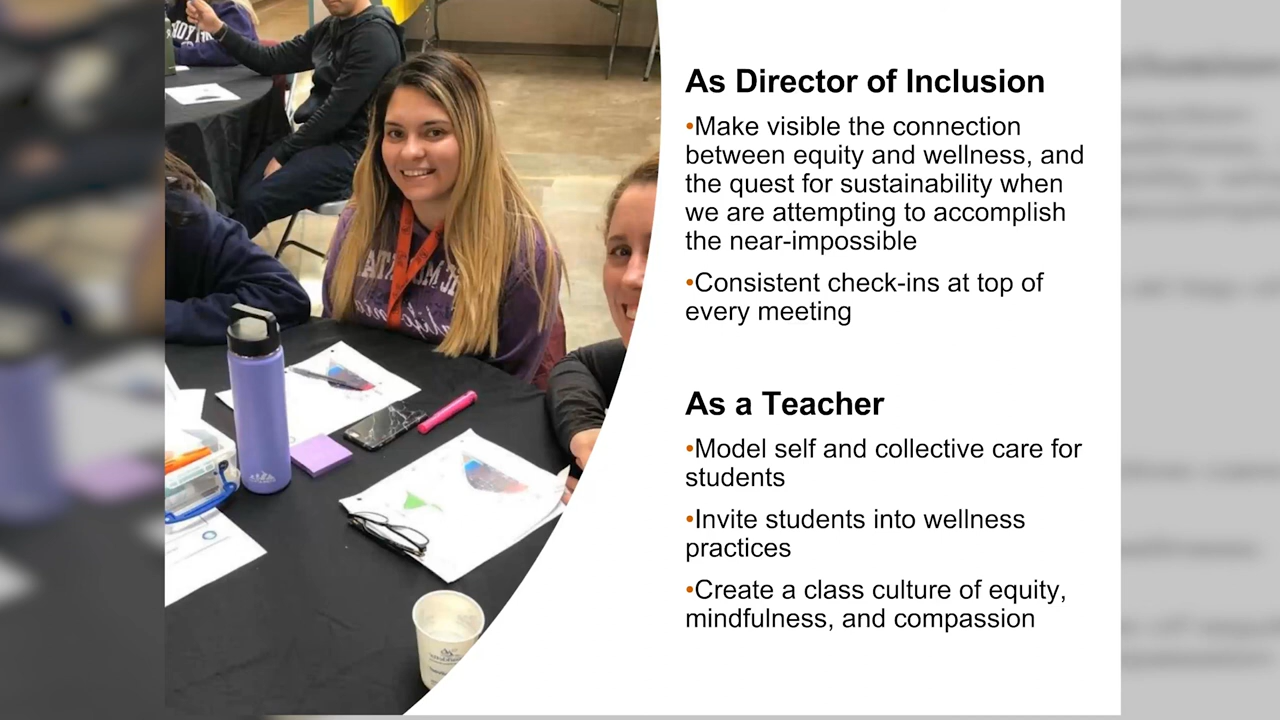 As Director of Inclusion
•Make visible the connection
between equity and wellness, and
the quest for sustainability when
we are attempting to accomplish
the near-impossible
•Consistent check-ins at top of
every meeting
As a Teacher
•Model self and collective care for
students
•Invite students into wellness
practices
•Create a class culture of equity,
mindfulness, and compassion